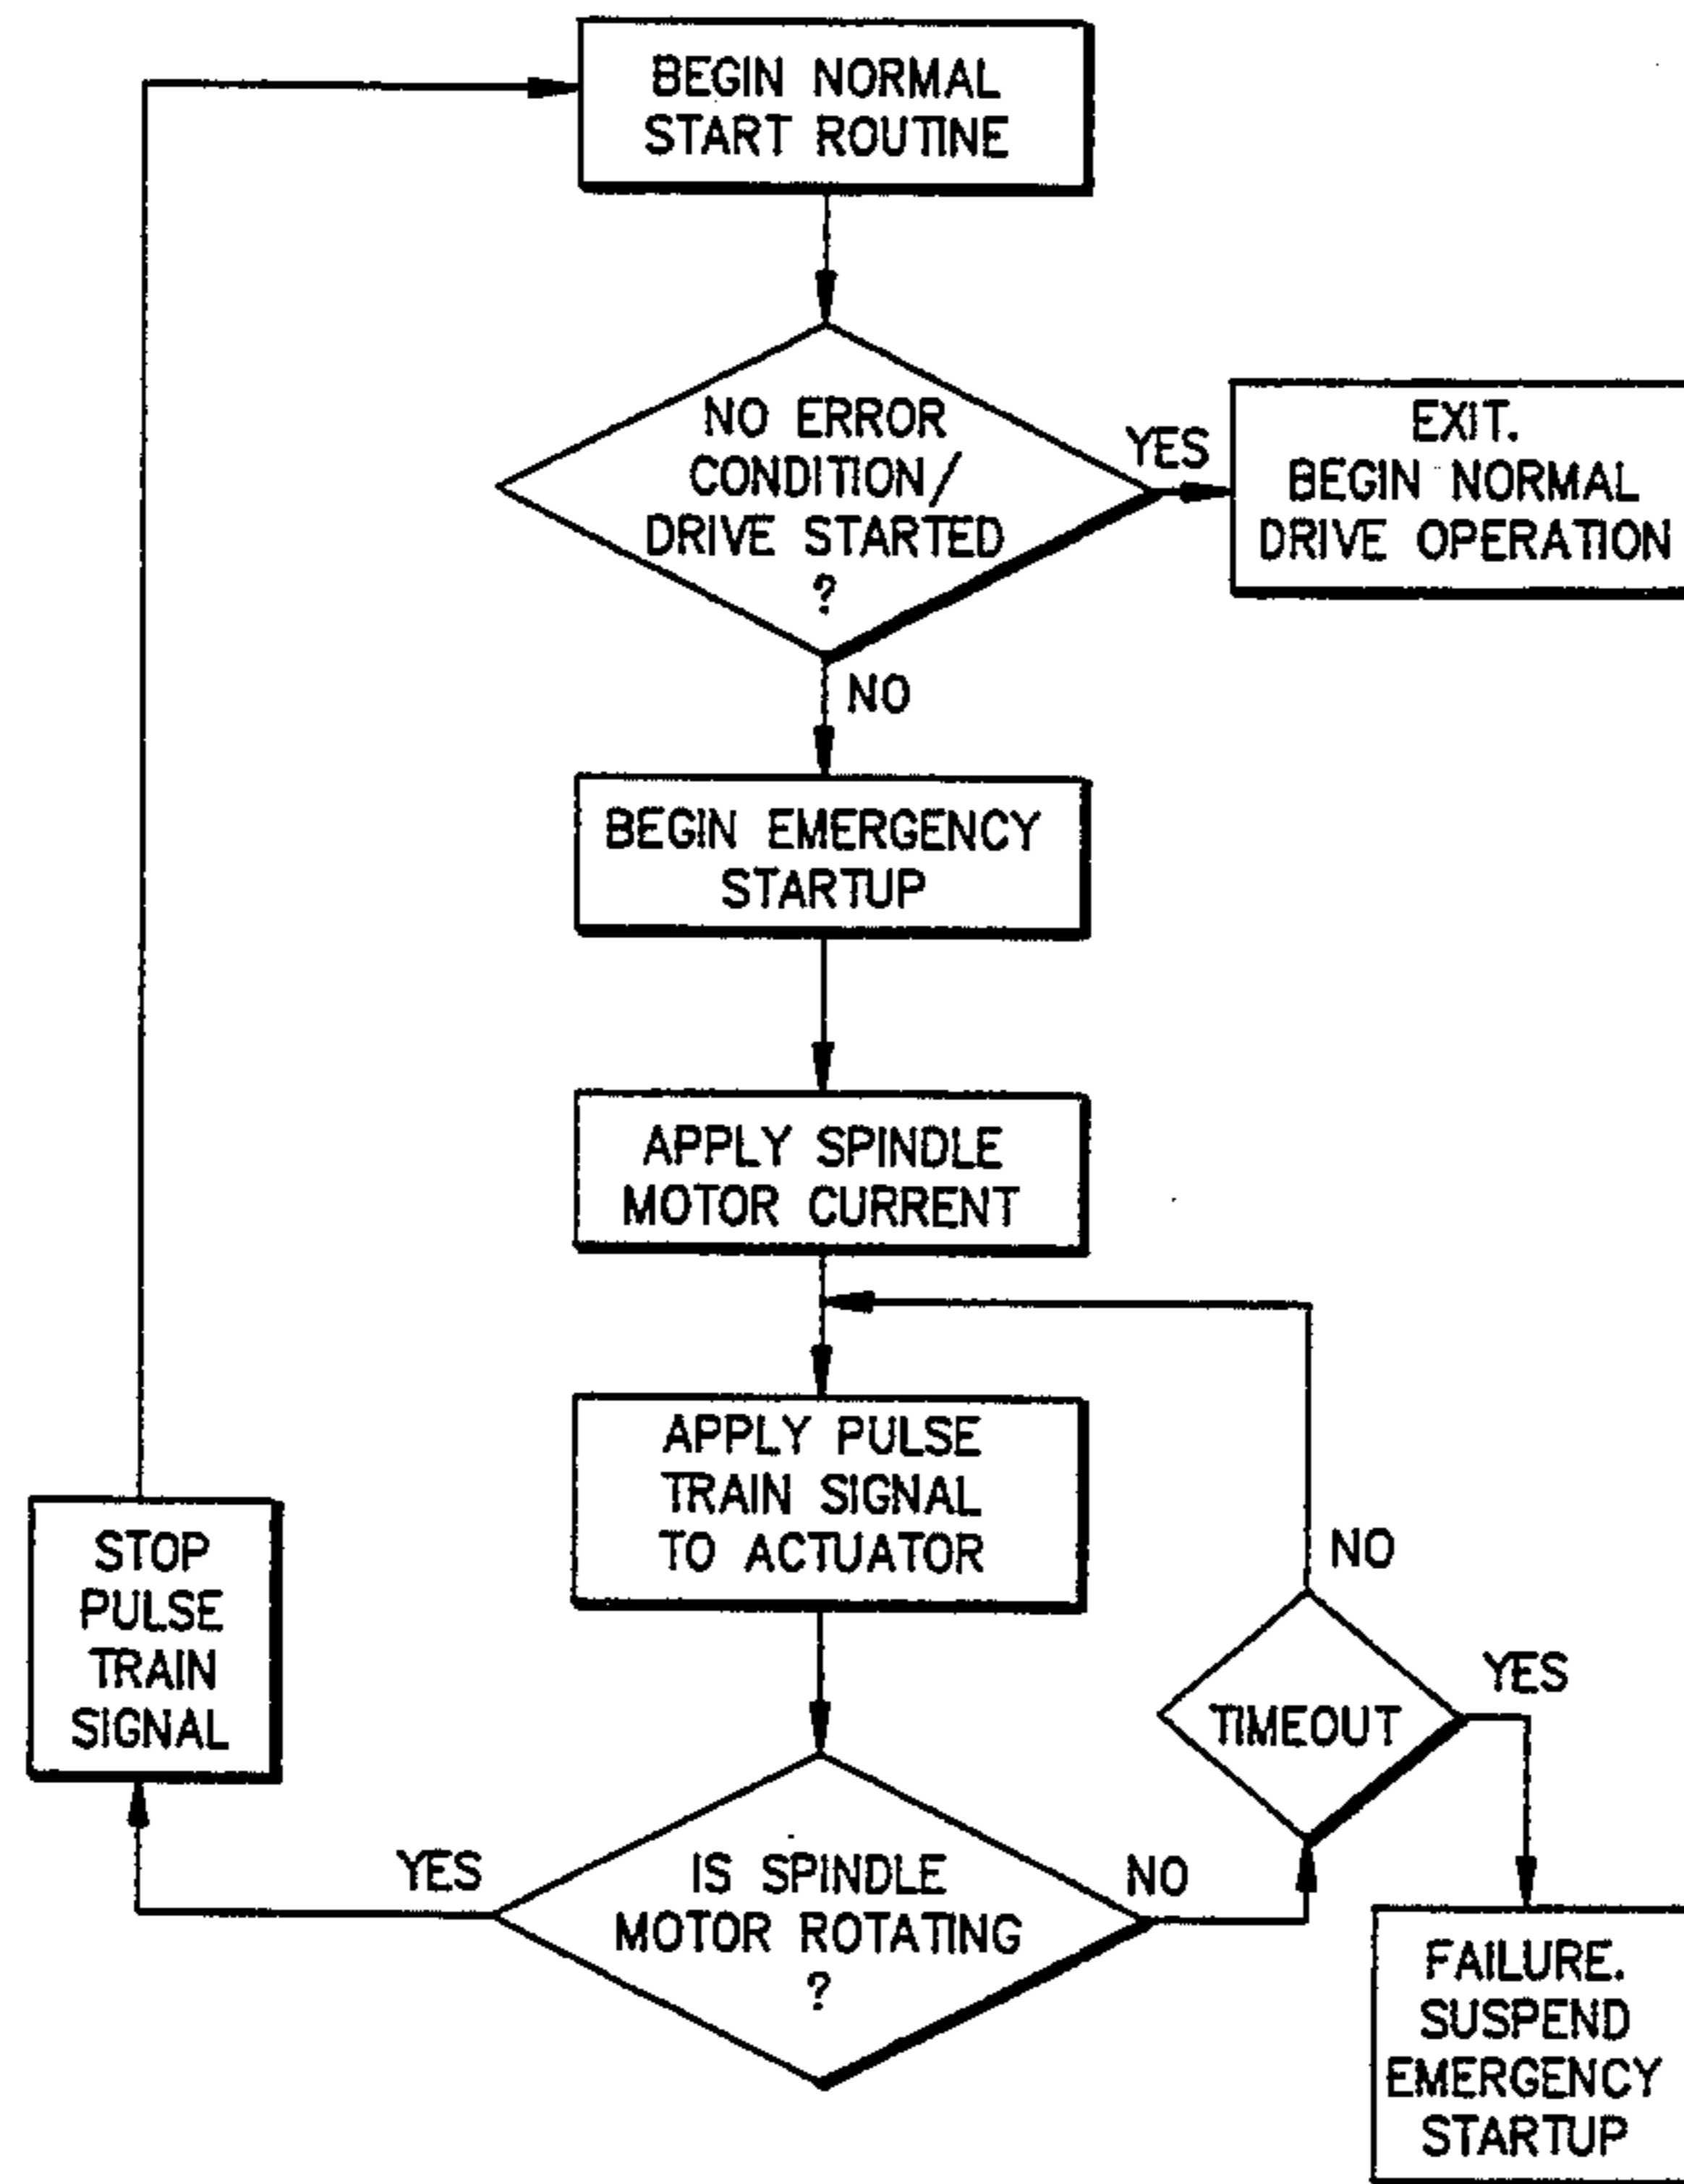 BEGIN NORMAL
START ROUTINE
NO ERROR
CONDITION/
DRIVE STARTED
?
YES
EXIT.
BEGIN NORMAL
DRIVE OPERATION
NO
BEGIN EMERGENCY
STARTUP
APPLY SPINDLE
MOTOR CURRENT
APPLY PULSE
TRAIN SIGNAL
TO ACTUATOR
STOP
PULSE
TRAIN
SIGNAL
NO
TIMEOUT
YES
YES
IS SPINDLE
MOTOR ROTATING
?
NO
FAILURE.
SUSPEND
EMERGENCY
STARTUP